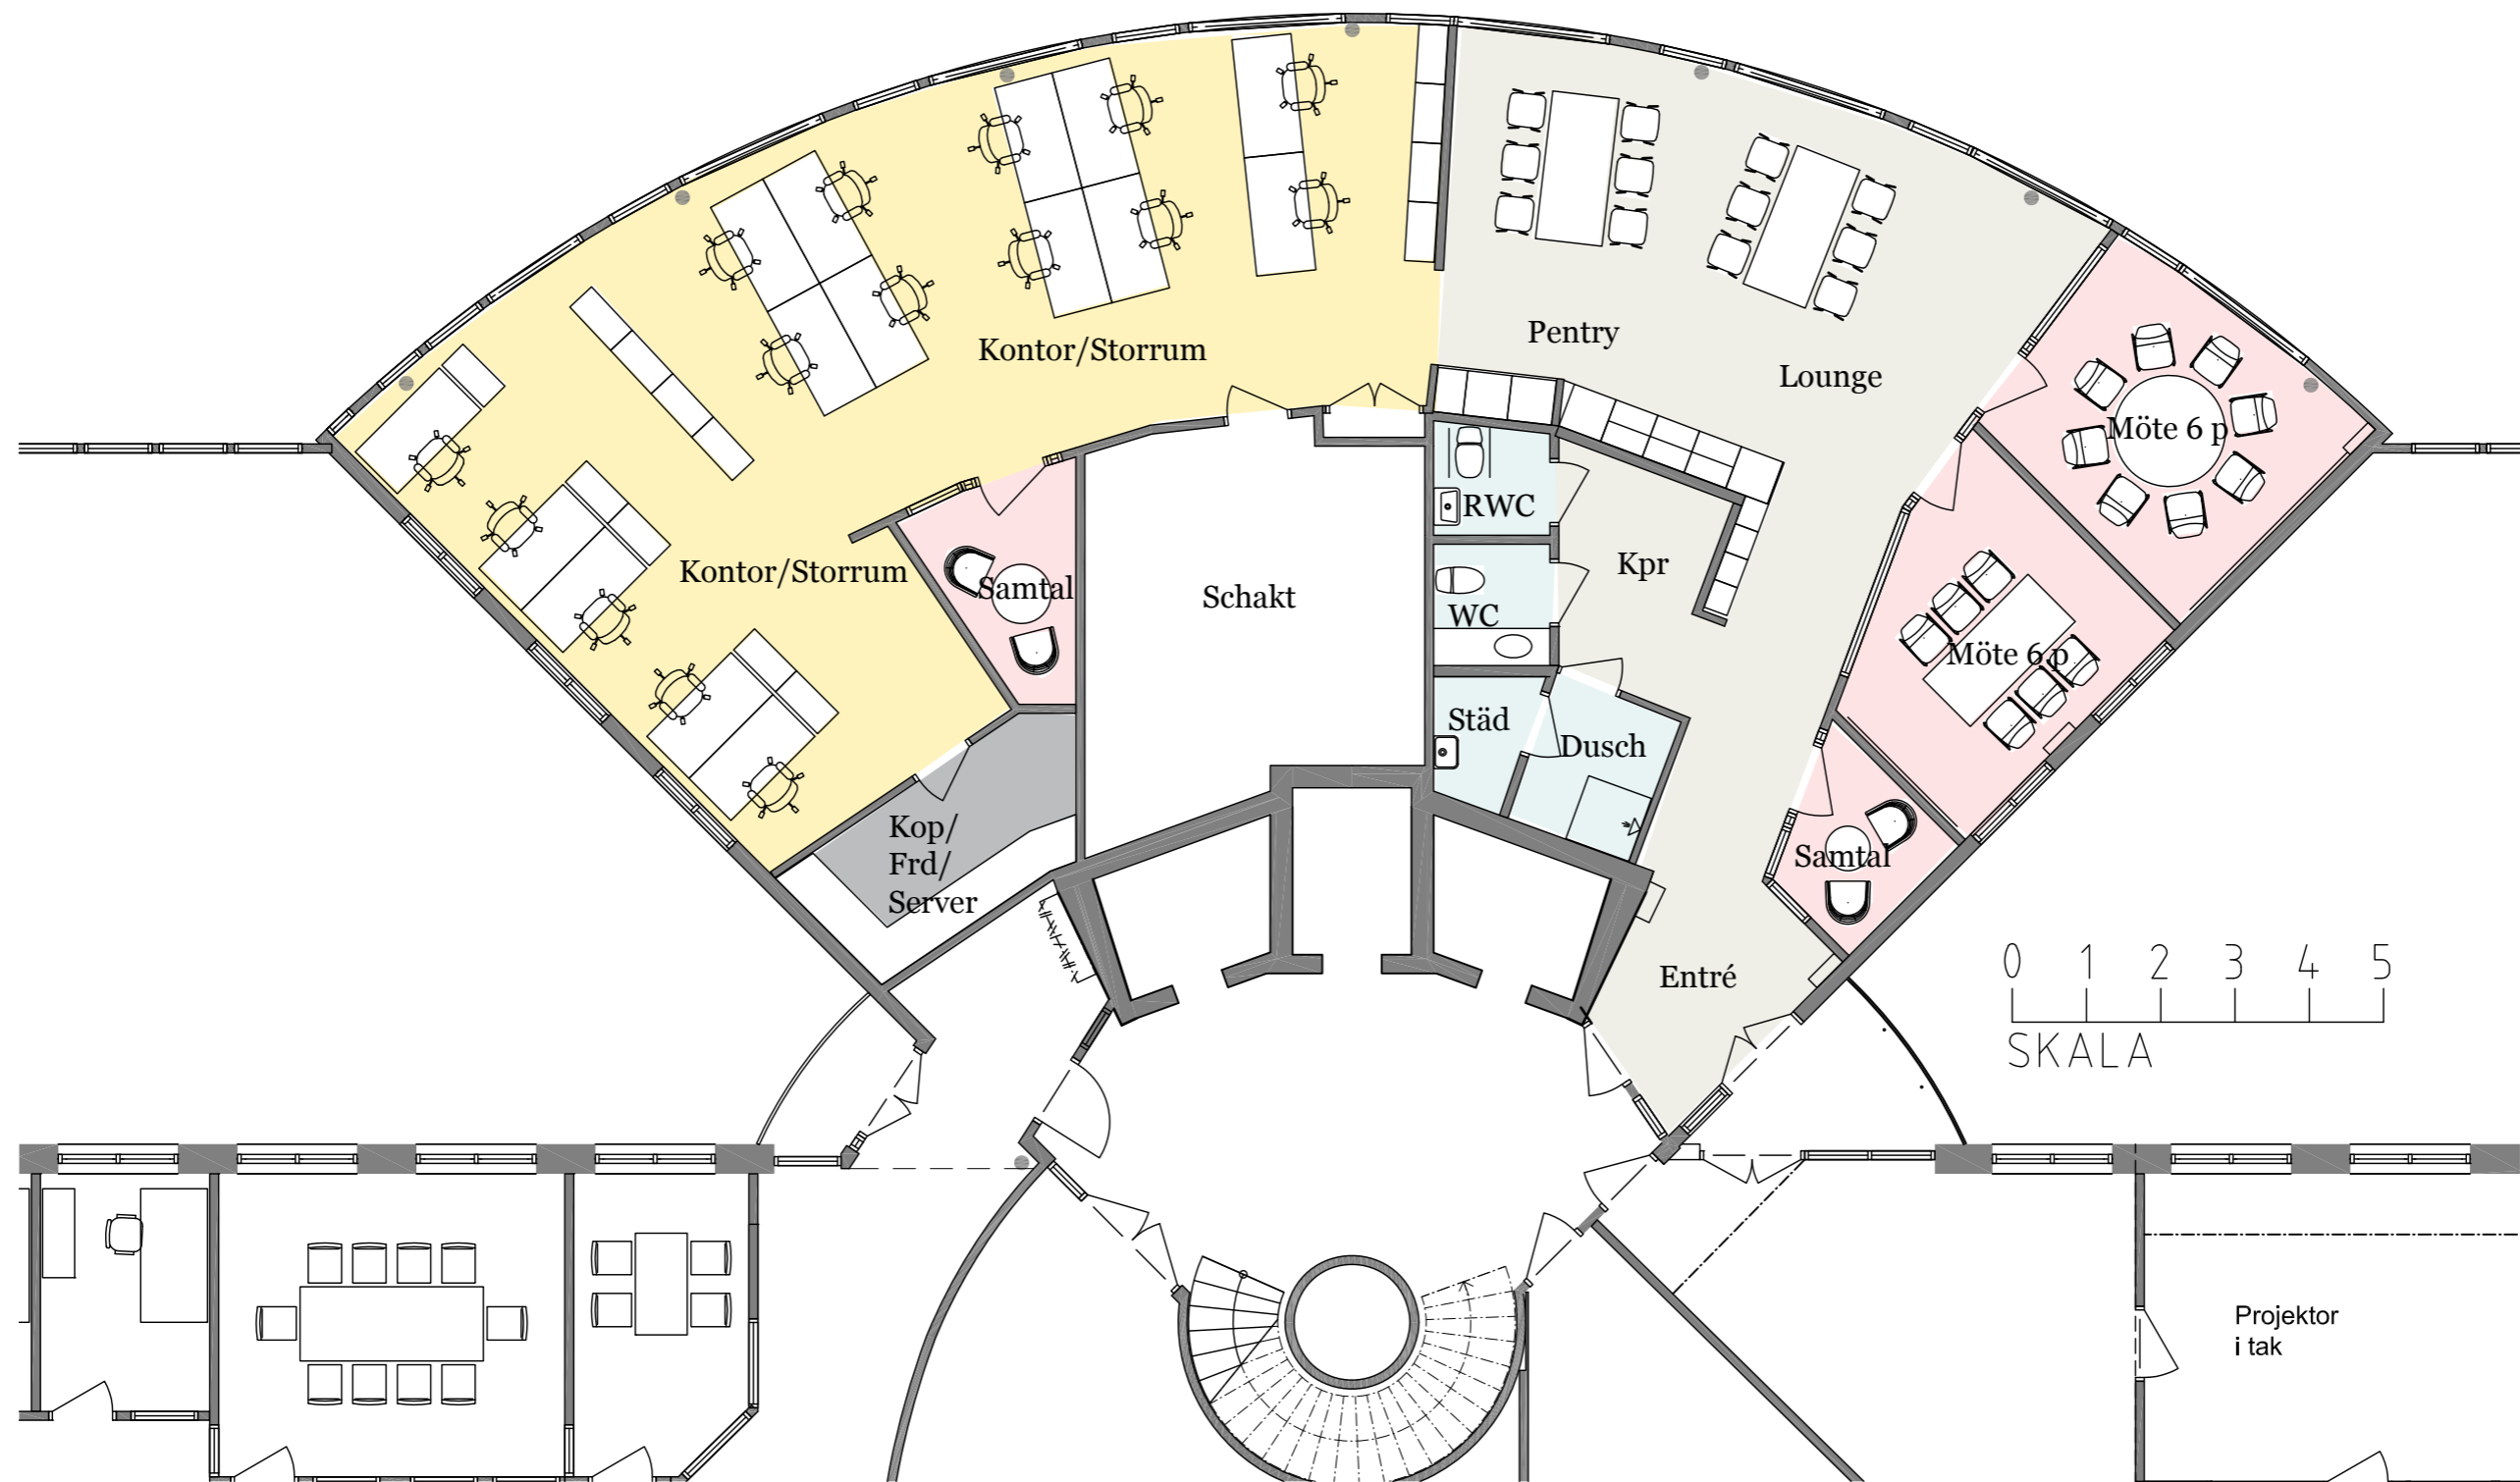 Kontor/Storrum
Pentry
Lounge
Möte 6 p
RWC
Kpr
Kontor/Storrum
Samtal
Schakt
WC
Möte 6 p
Städ
Dusch
Kop/
Frd/
Server
Samtal
Entré
0 1 2 3 4 5
SKALA
Projektor
i tak